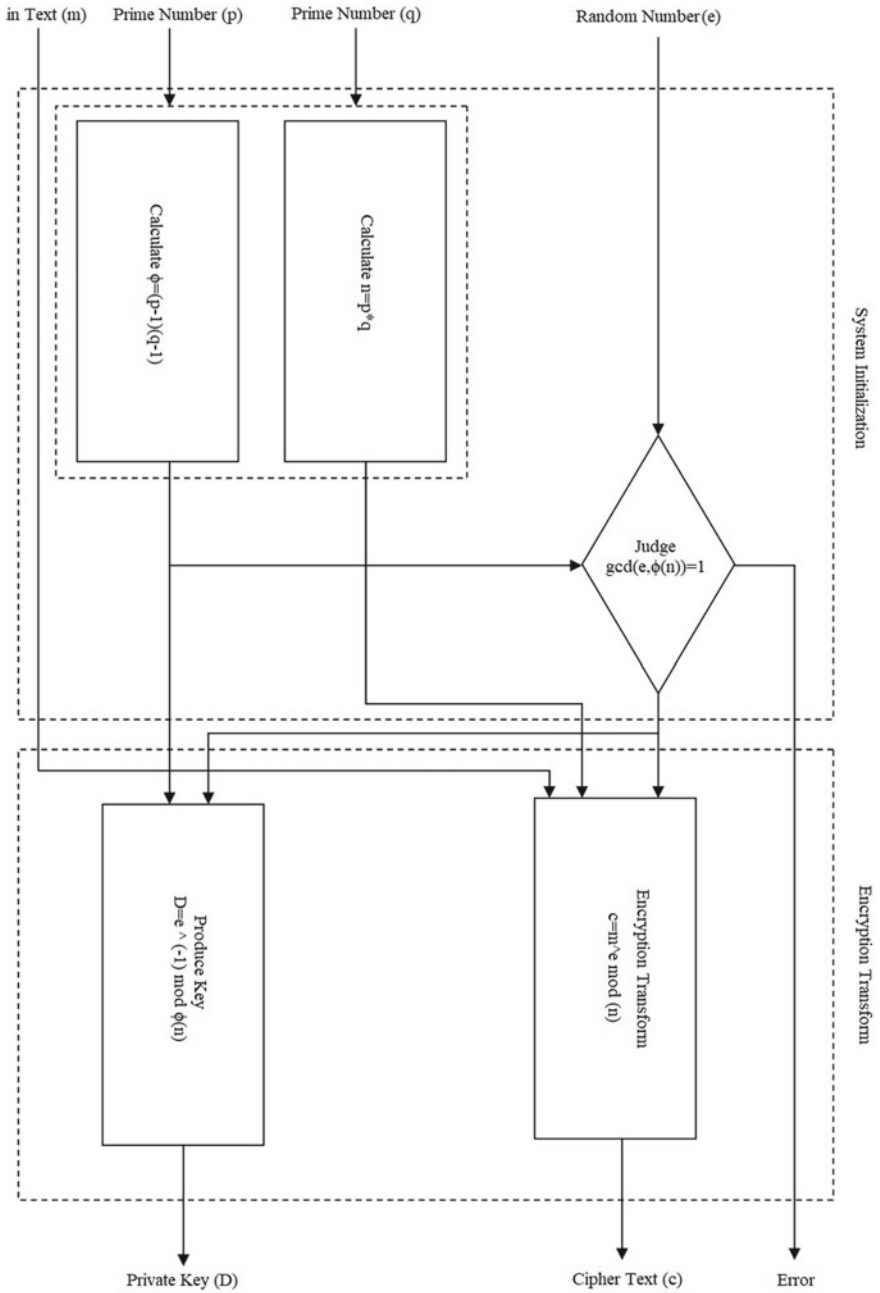 in Text (m)
Prime Number (p)
Prime Number (q)
Random Number(e)
Calculate ϕ=(p-1)(q-1)
Calculate n=p*q
System Initialization
Judge
gcd(e,ϕ(n))=1
Produce Key
D=e ^ (-1) mod ϕ(n)
Encryption Transform
c=m^e mod (n)
Encryption Transform
Private Key (D)
Cipher Text (c)
Error